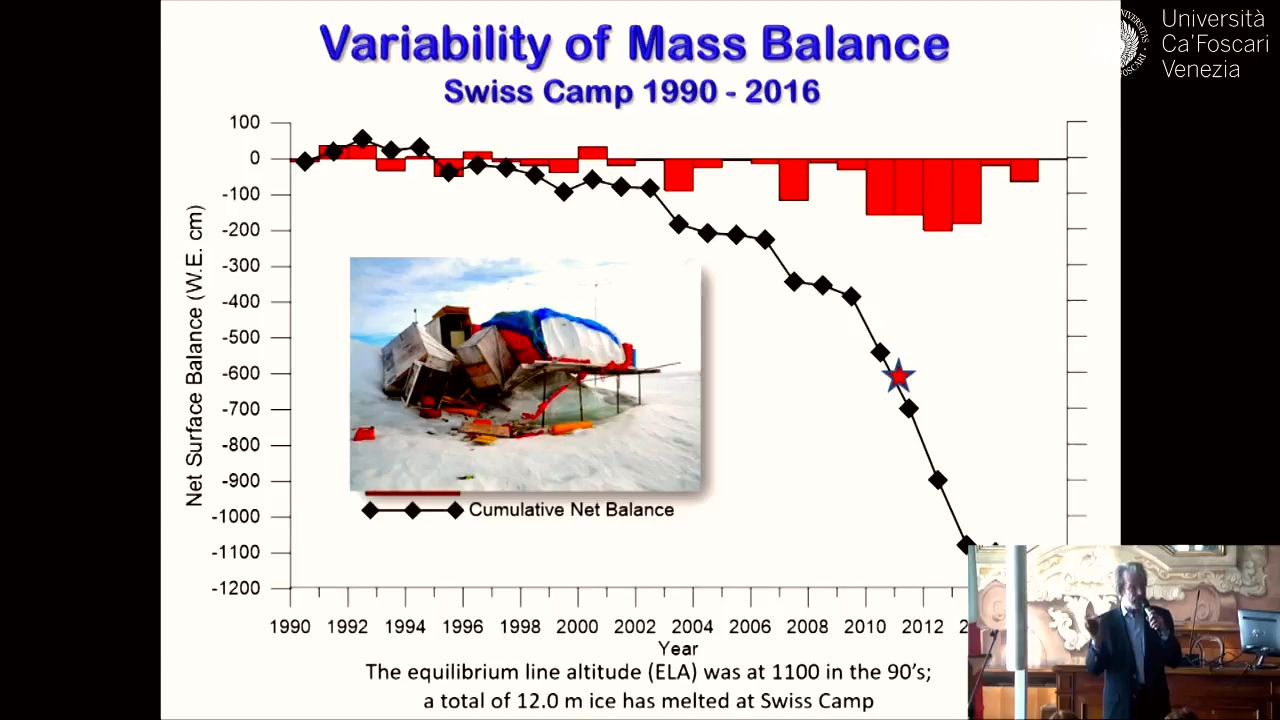 Variability of Mass Balance
Swiss Camp 1990 - 2016
Università
Ca'Foscari
Venezia
100
0
-100
-200
-300
-400
-500
-600
-700
-800
-900
-1000
-1100
-1200
Net Surface Balance (W.E. cm)
Cumulative Net Balance
1990 1992 1994 1996 1998 2000 2002 2004 2006 2008 2010 2012
Year
The equilibrium line altitude (ELA) was at 1100 in the 90's;
a total of 12.0 m ice has melted at Swiss Camp